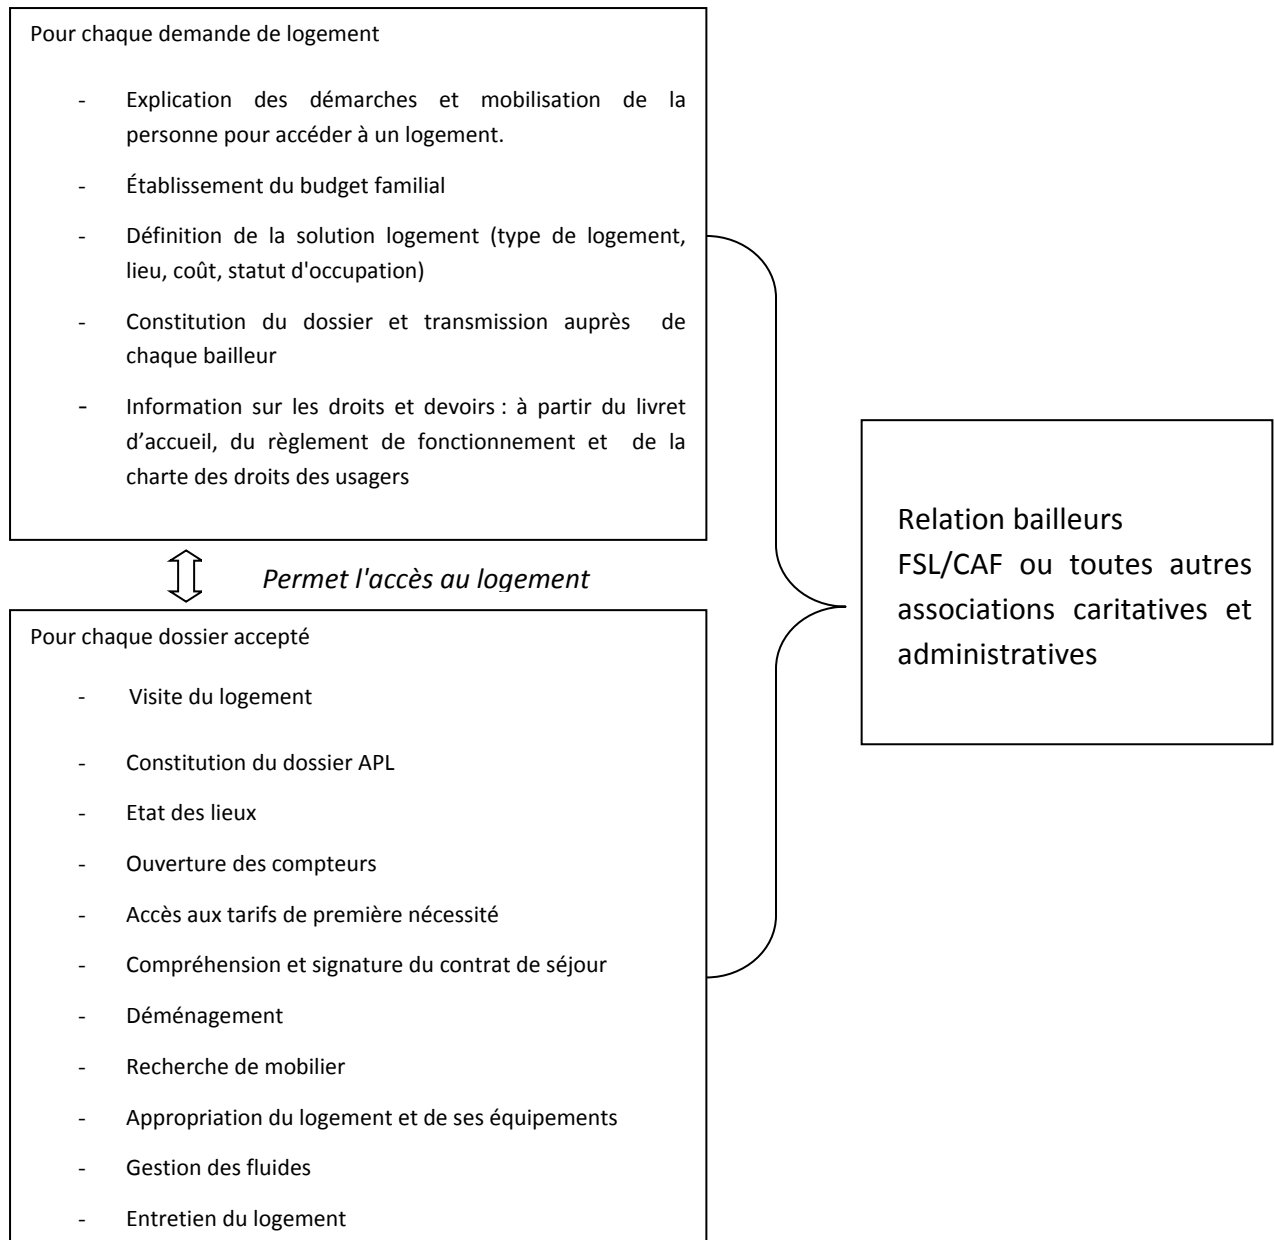 Pour chaque demande de logement
- Explication des démarches et mobilisation de la
personne pour accéder à un logement.
- Établissement du budget familial
- Définition de la solution logement (type de logement,
lieu, coût, statut d'occupation)
- Constitution du dossier et transmission auprès de
chaque bailleur
- Information sur les droits et devoirs : à partir du livret
d’accueil, du règlement de fonctionnement et de la
charte des droits des usagers
Permet l'accès au logement
Pour chaque dossier accepté
- Visite du logement
- Constitution du dossier APL
- Etat des lieux
- Ouverture des compteurs
- Accès aux tarifs de première nécessité
- Compréhension et signature du contrat de séjour
- Déménagement
- Recherche de mobilier
- Appropriation du logement et de ses équipements
- Gestion des fluides
- Entretien du logement
Relation bailleurs
FSL/CAF ou toutes autres
associations caritatives et
administratives